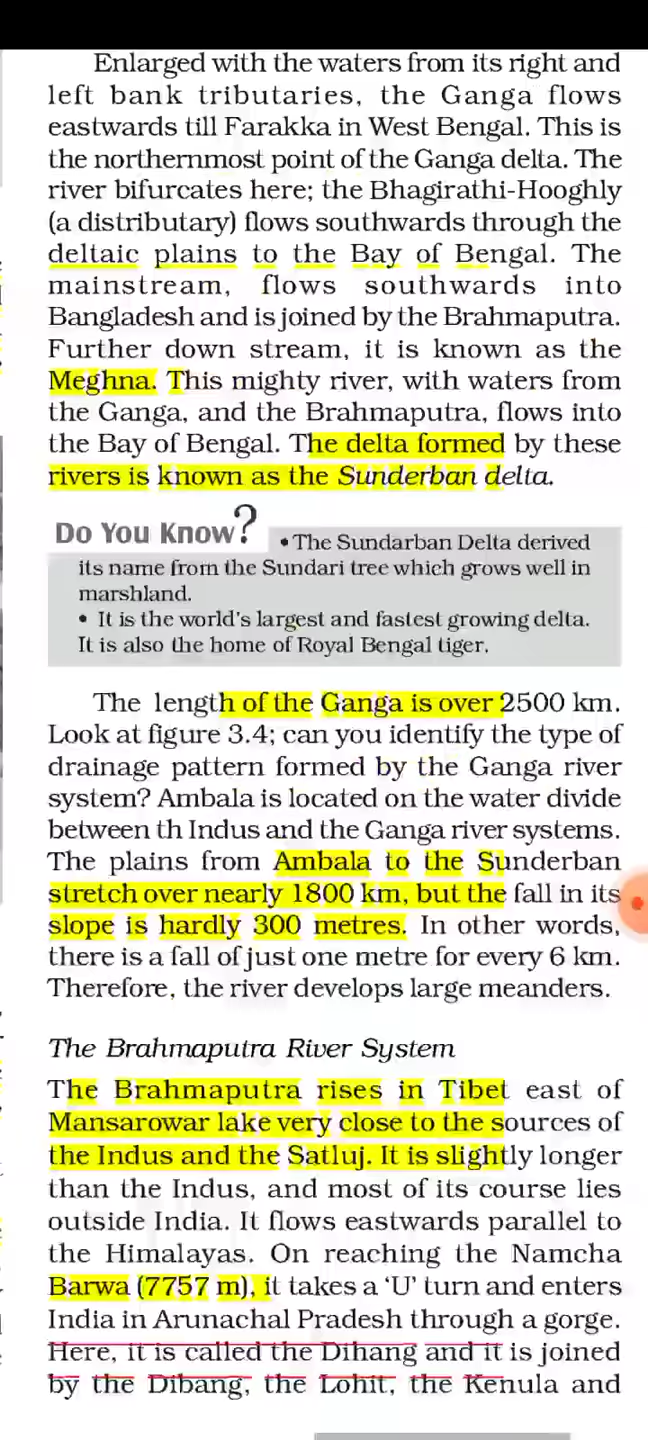 Enlarged with the waters from its right and
left bank tributaries, the Ganga flows
eastwards till Farakka in West Bengal. This is
the northernmost point of the Ganga delta. The
river bifurcates here; the Bhagirathi-Hooghly
(a distributary) flows southwards through the
deltaic plains to the Bay of Bengal. The
mainstream, flows southwards into
Bangladesh and is joined by the Brahmaputra.
Further down stream, it is known as the
Meghna. This mighty river, with waters from
the Ganga, and the Brahmaputra, flows into
the Bay of Bengal. The delta formed by these
rivers is known as the Sunderban delta.
Do You Know?
• The Sundarban Delta derived
its name from the Sundari tree which grows well in
marshland.
• It is the world's largest and fastest growing delta.
It is also the home of Royal Bengal tiger.
The length of the Ganga is over 2500 km.
Look at figure 3.4; can you identify the type of
drainage pattern formed by the Ganga river
system? Ambala is located on the water divide
between th Indus and the Ganga river systems.
The plains from Ambala to the Sunderban
stretch over nearly 1800 km, but the fall in its
slope is hardly 300 metres. In other words,
there is a fall of just one metre for every 6 km.
Therefore, the river develops large meanders.
The Brahmaputra River System
The Brahmaputra rises in Tibet east of
Mansarowar lake very close to the sources of
the Indus and the Satluj. It is slightly longer
than the Indus, and most of its course lies
outside India. It flows eastwards parallel to
the Himalayas. On reaching the Namcha
Barwa (7757 m), it takes a 'U' turn and enters
India in Arunachal Pradesh through a gorge.
Here, it is called the Dihang and it is joined
by the Dibang, the Lohit, the Kenula and